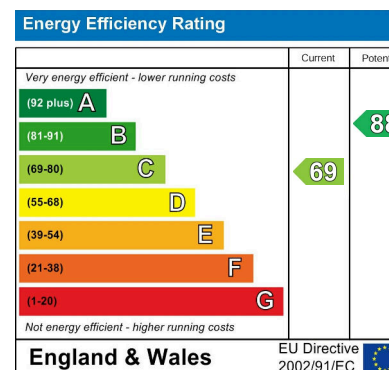 Energy Efficiency Rating
Current
Very energy efficient - lower running costs
(92 plus) A
(81-91) B
88
(69-80) C
69
(55-68) D
(39-54) E
(21-38) F
(1-20) G
Not energy efficient - higher running costs
England & Wales
EU Directive
2002/91/EC